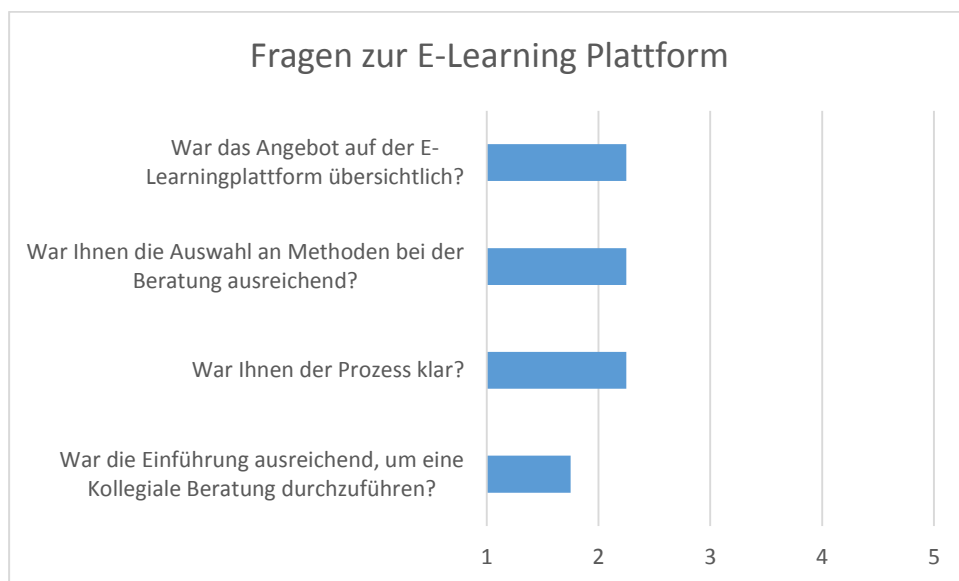 Fragen zur E-Learning Plattform
War das Angebot auf der E-
Learningplattform übersichtlich?
War Ihnen die Auswahl an Methoden bei der
Beratung ausreichend?
War Ihnen der Prozess klar?
War die Einführung ausreichend, um eine
Kollegiale Beratung durchzuführen?
1 2 3 4 5